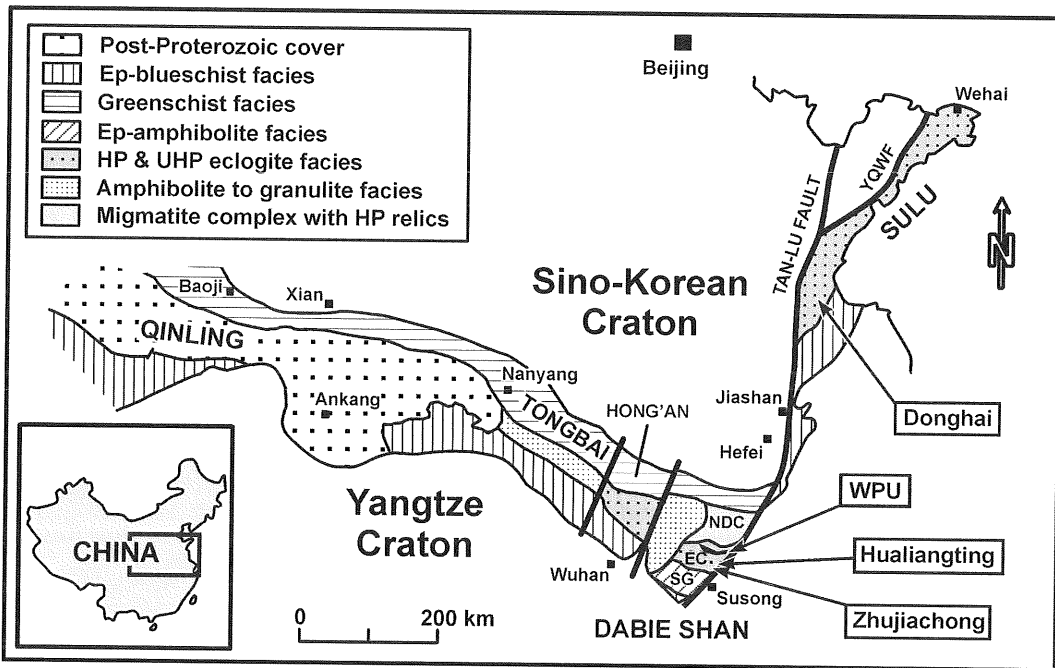 Post-Proterozoic cover
Ep-blueschist facies
Greenschist facies
Ep-amphibolite facies
HP & UHP eclogite facies
Amphibolite to granulite facies
Migmatite complex with HP relics
Beijing
Wehai
YQWF
SULU
TAN-LU FAULT
N
Sino-Korean
Craton
Baoji
Xian
QINLING
Nanyang
Ankang
TONGBAI
HONG'AN
Jiashan
Hefei
Donghai
Yangtze
Craton
WPU
NDC
EC
Hualiangting
SG
Wuhan
Susong
Zhujiachong
DABIE SHAN
CHINA
0
200 km